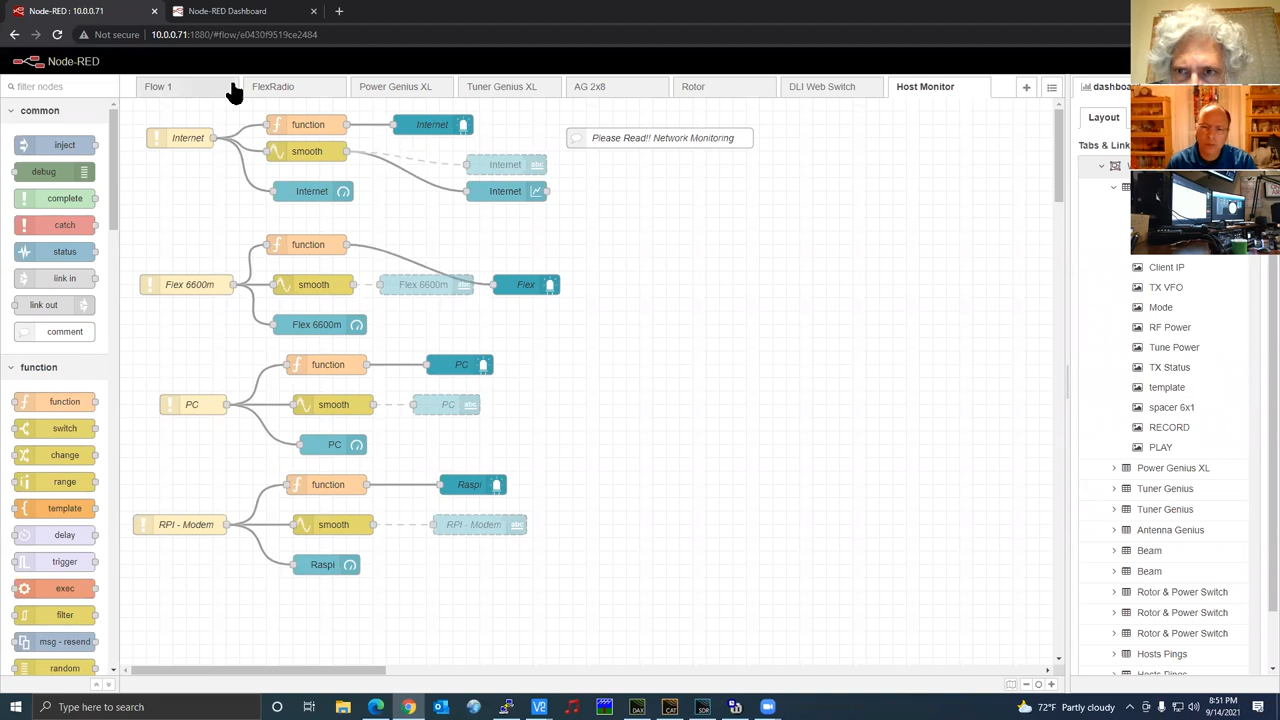 Node-RED: 10.0.0.71
Node-RED Dashboard
Not secure
10.0.0.71:1880/#flow/e0430f9519ce2484
Node-RED
filter nodes
Flow 1
FlexRadio
Power Genius XL
Tuner Genius XL
AG 2x8
Rotor
DLI Web Switch
Host Monitor
dashboa
common
inject
debug
complete
catch
status
link in
link out
comment
function
function
switch
change
range
template
delay
trigger
exec
filter
msg - resend
random
Internet
function
Internet
smooth
Internet
Internet
Internet
Please Read!! Network Monitoring
function
Flex 6600m
smooth
Flex 6600m
Flex
Flex 6600m
function
PC
PC
smooth
PC
PC
function
Raspi
RPI - Modem
smooth
RPI - Modem
Raspi
Layout
Tabs & Link
Client IP
TX VFO
Mode
RF Power
Tune Power
TX Status
template
spacer 6x1
RECORD
PLAY
Power Genius XL
Tuner Genius
Tuner Genius
Antenna Genius
Beam
Beam
Rotor & Power Switch
Rotor & Power Switch
Rotor & Power Switch
Hosts Pings
Hosts Pings
Type here to search
DAX
CAT
SDR
72°F Partly cloudy
8:51 PM
9/14/2021